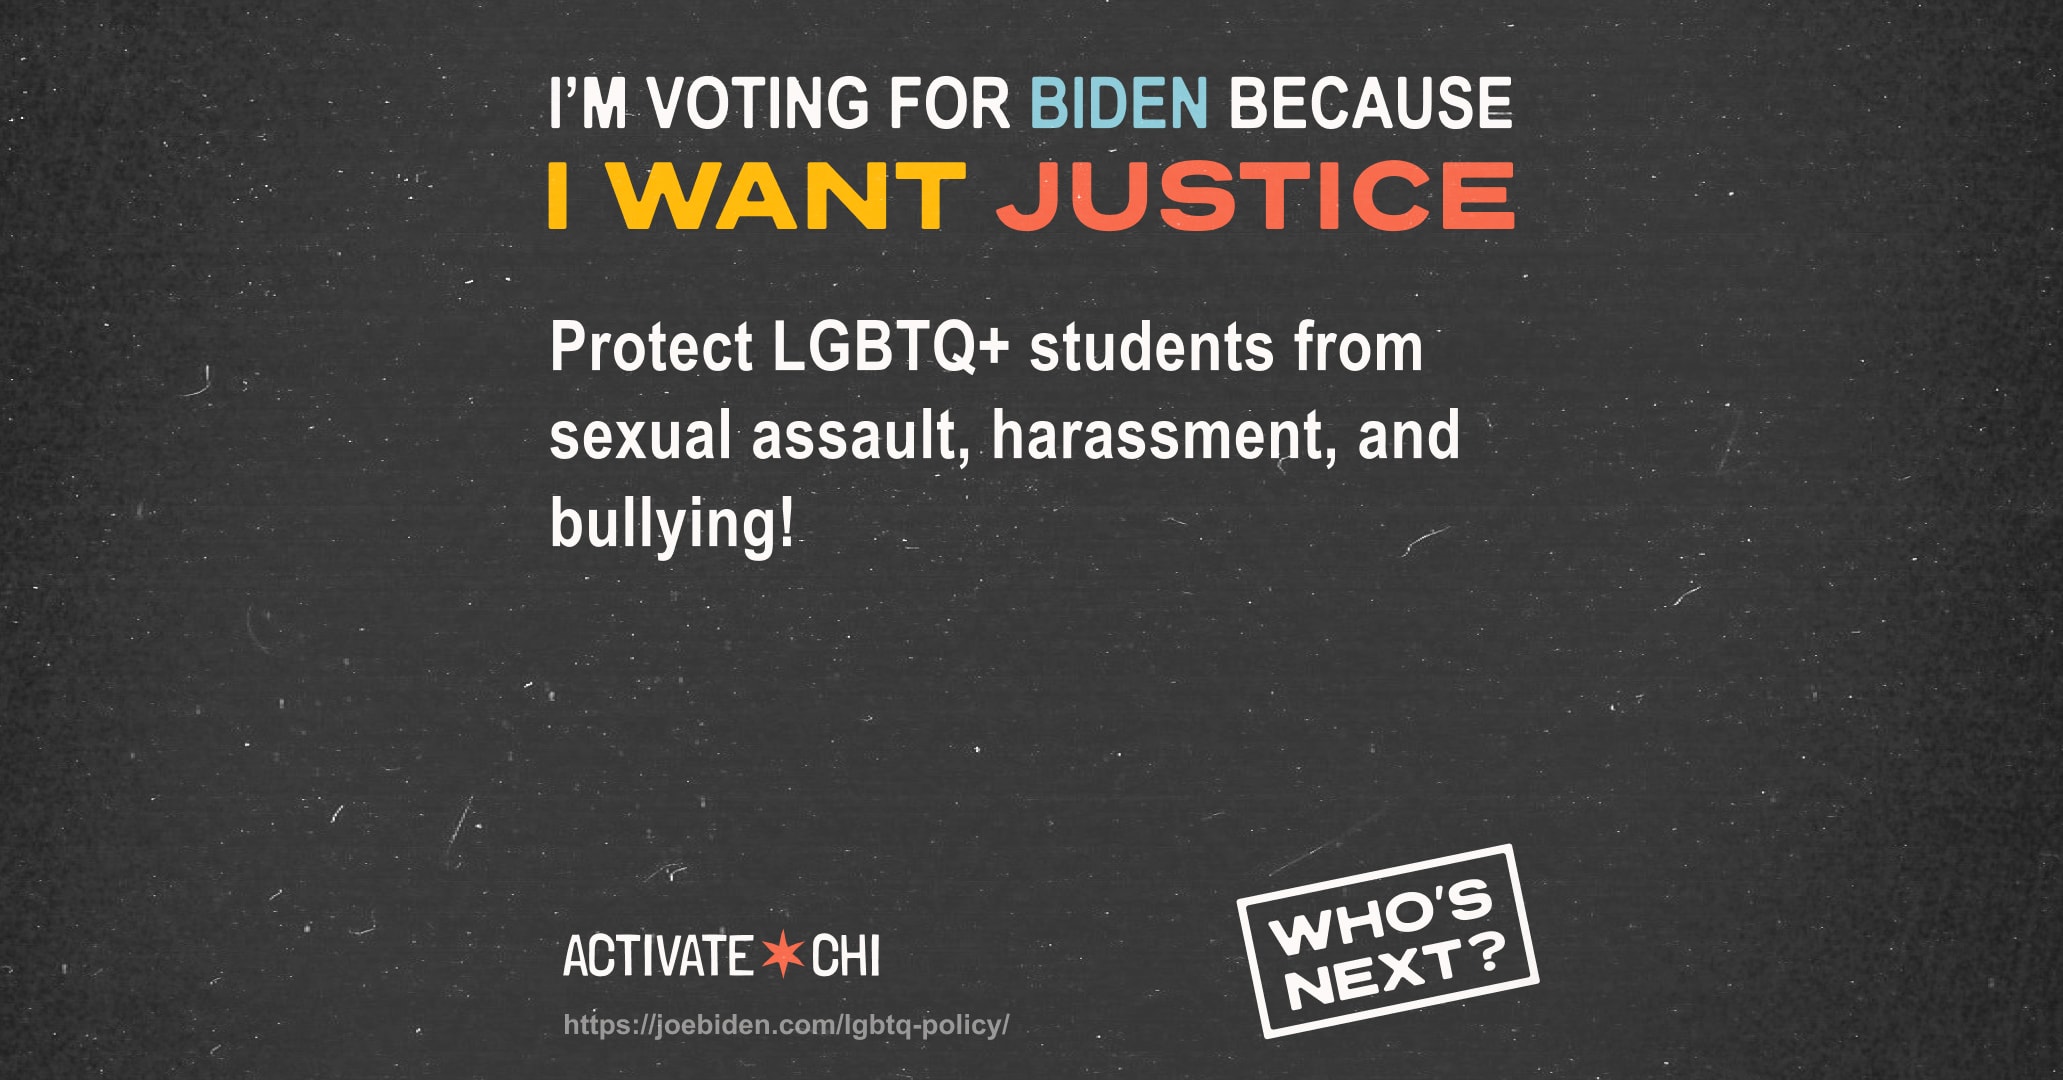 I'M VOTING FOR BIDEN BECAUSE
I WANT JUSTICE
Protect LGBTQ+ students from
sexual assault, harassment, and
bullying!
ACTIVATE CHI
https://joebiden.com/lgbtq-policy/
WHO'S
NEXT?